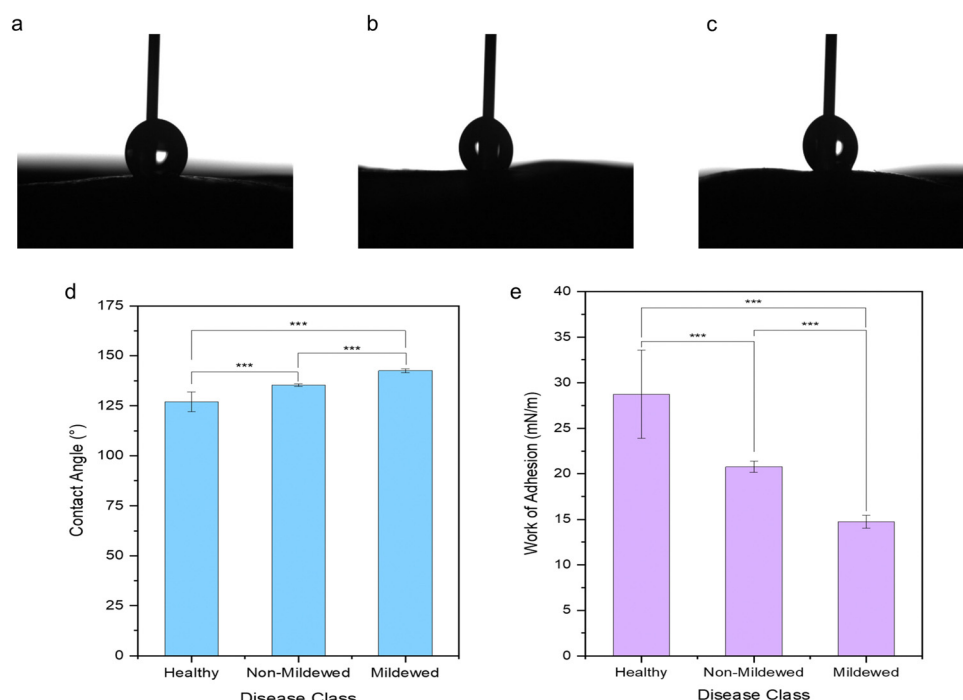 a
b
c
d
175
150
125
100
75
50
25
0
Contact Angle (°)
***
***
***
Healthy
Non-Mildewed
Mildewed
Disease Class
e
40
35
30
25
20
15
10
5
0
Work of Adhesion (mN/m)
***
***
***
Healthy
Non-Mildewed
Mildewed
Disease Class